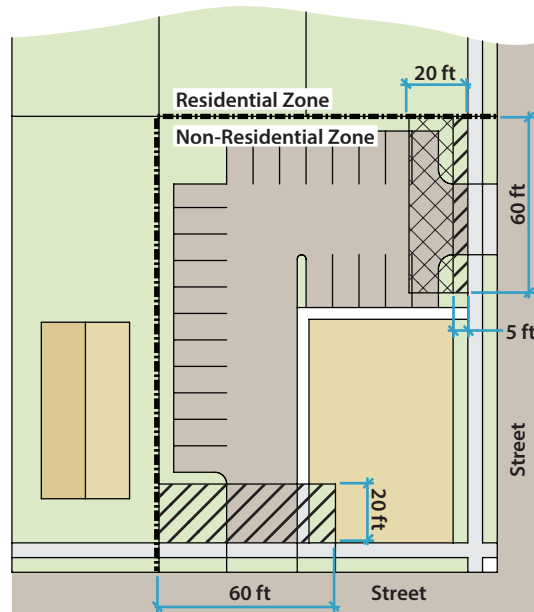 20 ft
Residential Zone
Non-Residential Zone
60 ft
5 ft
Street
20 ft
60 ft
Street